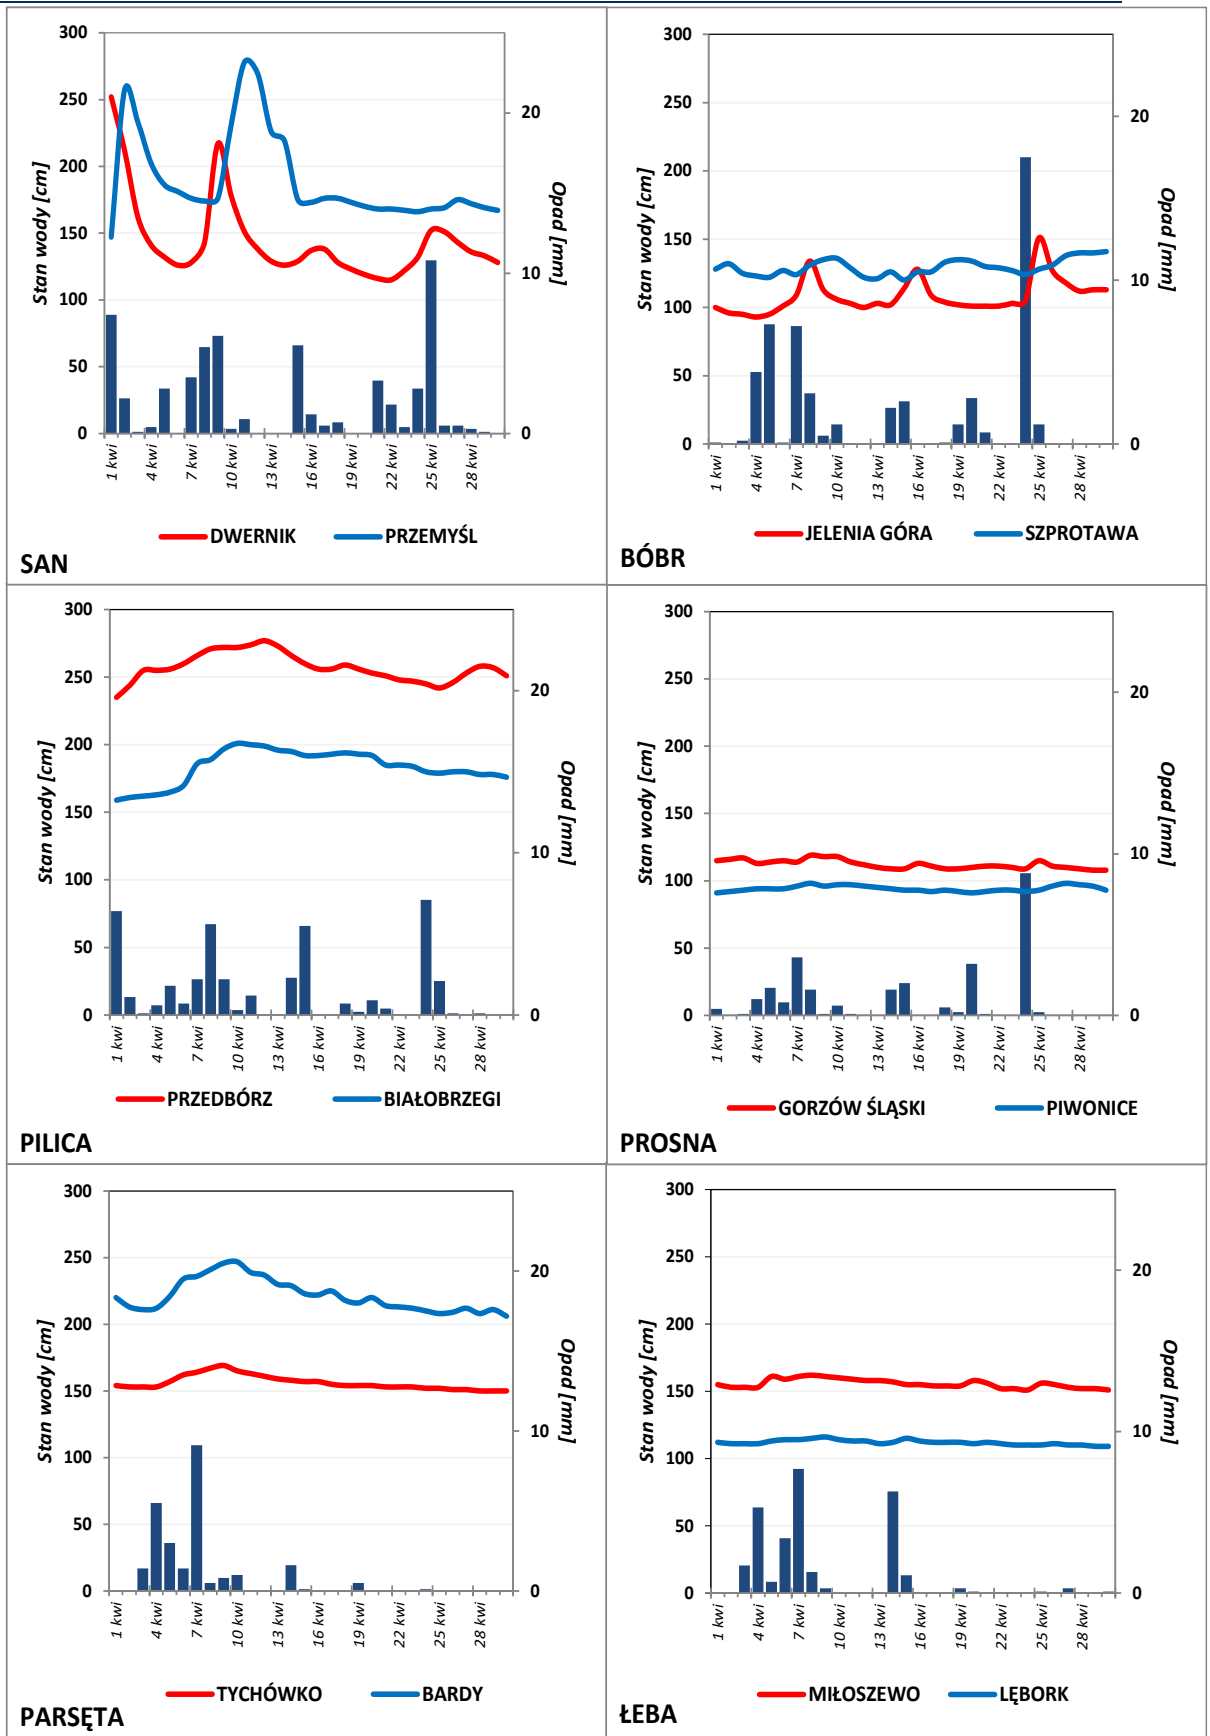 300
250
200
150
100
50
0
Stan wody [cm]
20
10
0
Opad [mm]
1 kwi
4 kwi
7 kwi
10 kwi
13 kwi
16 kwi
19 kwi
22 kwi
25 kwi
28 kwi
DWERNIK PRZEMYŚL
SAN
300
250
200
150
100
50
0
Stan wody [cm]
20
10
0
Opad [mm]
1 kwi
4 kwi
7 kwi
10 kwi
13 kwi
16 kwi
19 kwi
22 kwi
25 kwi
28 kwi
JELENIA GÓRA SZPROTAWA
BÓBR
300
250
200
150
100
50
0
Stan wody [cm]
20
10
0
Opad [mm]
1 kwi
4 kwi
7 kwi
10 kwi
13 kwi
16 kwi
19 kwi
22 kwi
25 kwi
28 kwi
PRZEDBÓRZ BIAŁOBRZEGI
PILICA
300
250
200
150
100
50
0
Stan wody [cm]
20
10
0
Opad [mm]
1 kwi
4 kwi
7 kwi
10 kwi
13 kwi
16 kwi
19 kwi
22 kwi
25 kwi
28 kwi
GORZÓW ŚLĄSKI PIWONICE
PROSNA
300
250
200
150
100
50
0
Stan wody [cm]
20
10
0
Opad [mm]
1 kwi
4 kwi
7 kwi
10 kwi
13 kwi
16 kwi
19 kwi
22 kwi
25 kwi
28 kwi
TYCHÓWKO BARDY
PARSĘTA
300
250
200
150
100
50
0
Stan wody [cm]
20
10
0
Opad [mm]
1 kwi
4 kwi
7 kwi
10 kwi
13 kwi
16 kwi
19 kwi
22 kwi
25 kwi
28 kwi
MIŁOSZEWO LĘBORK
ŁEBA